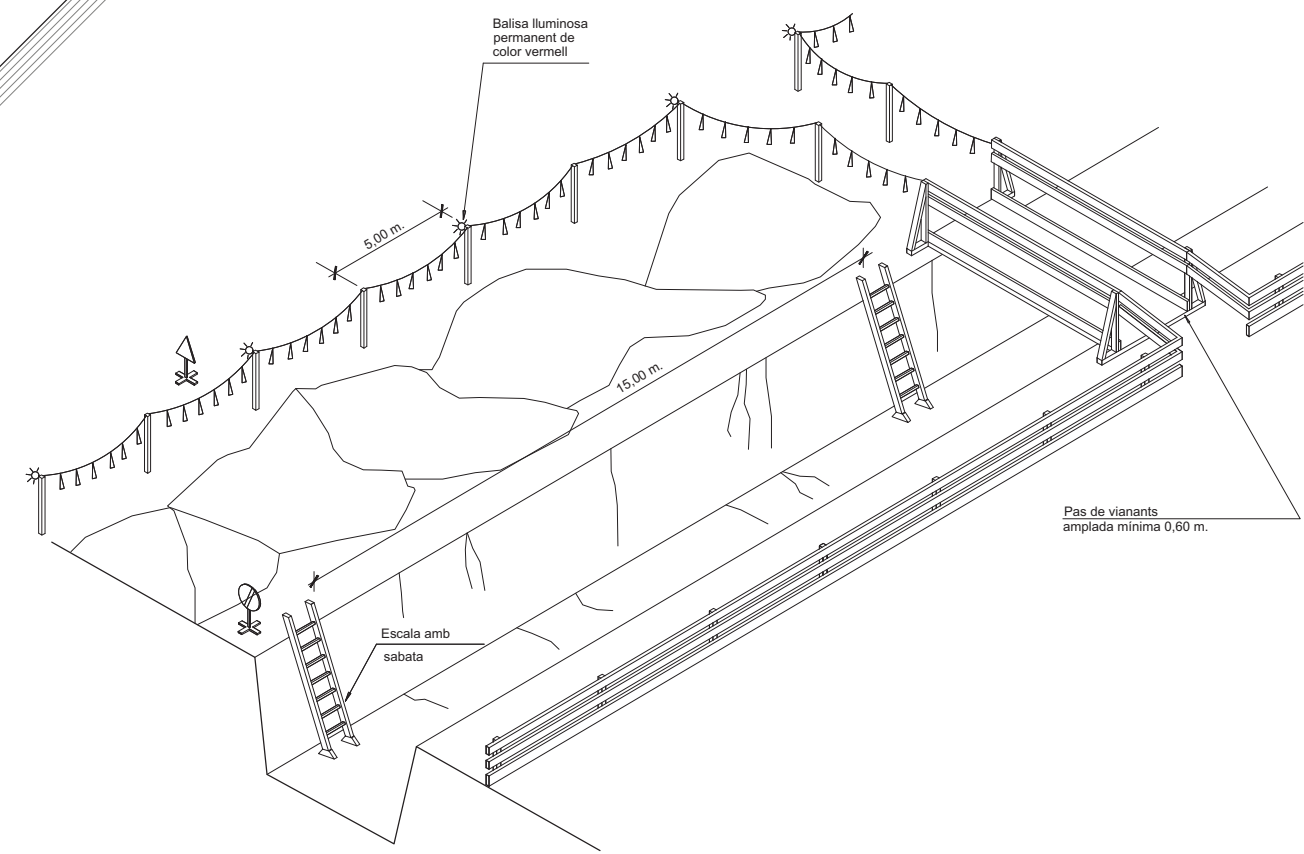 Balisa lluminosa
permanent de
color vermell
5,00 m.
15,00 m.
Pas de vianants
amplada mínima 0,60 m.
Escala amb
sabata